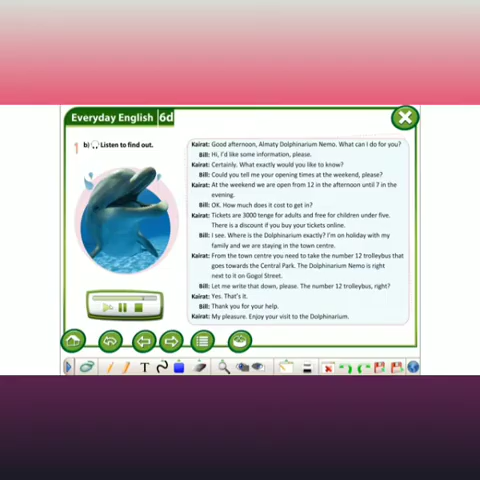 Everyday English 6d
1 b) Listen to find out.
Kairat: Good afternoon, Almaty Dolphinarium Nemo. What can I do for you?
Bill: Hi, I'd like some information, please.
Kairat: Certainly. What exactly would you like to know?
Bill: Could you tell me your opening times at the weekend, please?
Kairat: At the weekend we are open from 12 in the afternoon until 7 in the
evening.
Bill: OK. How much does it cost to get in?
Kairat: Tickets are 3000 tenge for adults and free for children under five.
There is a discount if you buy your tickets online.
Bill: I see. Where is the Dolphinarium exactly? I'm on holiday with my
family and we are staying in the town centre.
Kairat: From the town centre you need to take the number 12 trolleybus that
goes towards the Central Park. The Dolphinarium Nemo is right
next to it on Gogol Street.
Bill: Let me write that down, please. The number 12 trolleybus, right?
Kairat: Yes. That's it.
Bill: Thank you for your help.
Kairat: My pleasure. Enjoy your visit to the Dolphinarium.
T